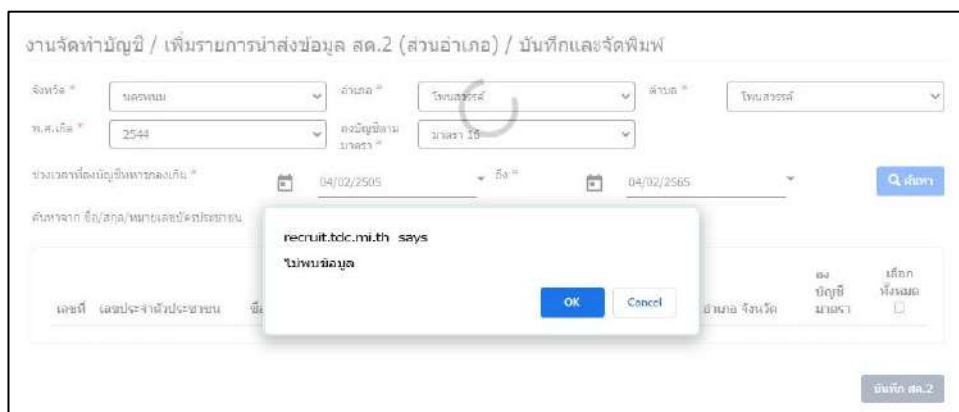 งานจัดทำบัญชี / เพิ่มรายการนำส่งข้อมูล สด.2 (ส่วนอำเภอ) / บันทึกและจัดพิมพ์
จังหวัด * นครพนม อำเภอ * โพนสวรรค์ ตำบล * โพนสวรรค์
พ.ศ.เกิด * 2544 ลงบัญชีตาม มาตรา 16
มาตรา *
ช่วงเวลาที่ลงบัญชีทหารกองเกิน * 04/02/2505 ถึง * 04/02/2565 ค้นหา
ค้นหาจาก ชื่อ/สกุล/หมายเลขบัตรประชาชน
recruit.tdc.mi.th says
ไม่พบข้อมูล
OK Cancel
เลขที่ เลขประจำตัวประชาชน อำเภอ จังหวัด ลง บัญชี มาตรา เลือก ทั้งหมด
บันทึก สด.2